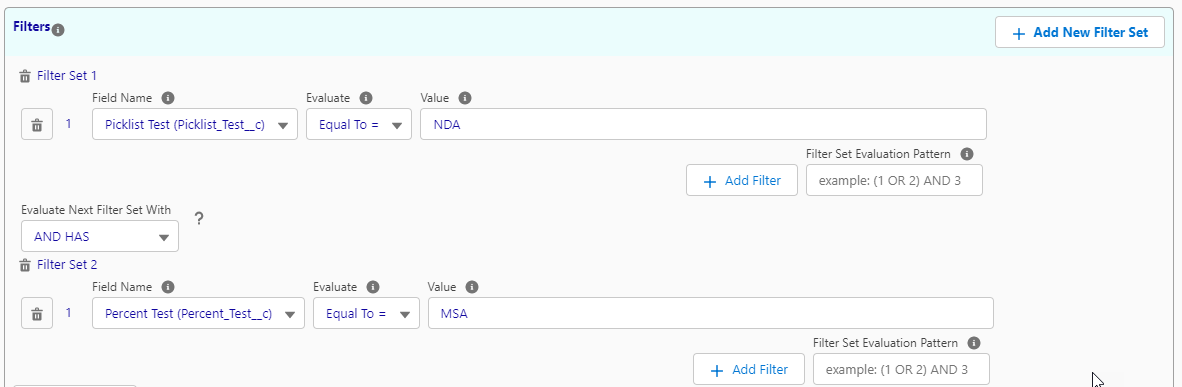 Filters
+ Add New Filter Set
Filter Set 1
Field Name Evaluate Value
1 Picklist Test (Picklist_Test__c) Equal To = NDA
Filter Set Evaluation Pattern
+ Add Filter example: (1 OR 2) AND 3
Evaluate Next Filter Set With ?
AND HAS
Filter Set 2
Field Name Evaluate Value
1 Percent Test (Percent_Test__c) Equal To = MSA
Filter Set Evaluation Pattern
+ Add Filter example: (1 OR 2) AND 3